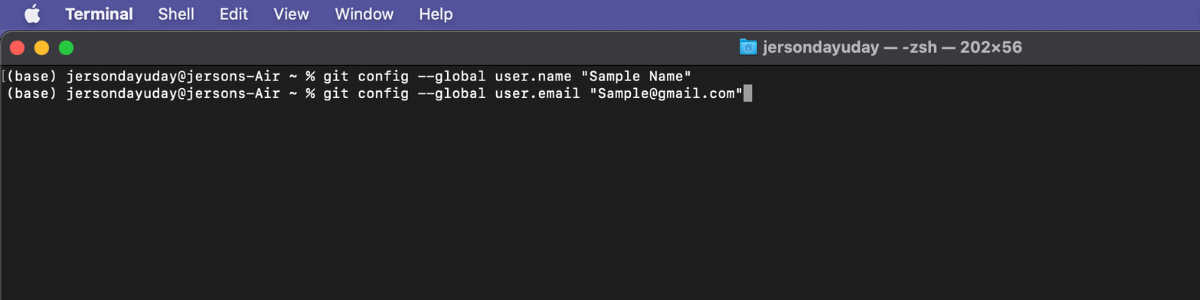 Terminal Shell Edit View Window Help
jersondayuday — -zsh — 202×56
[(base) jersondayuday@jersons-Air ~ % git config --global user.name "Sample Name"
(base) jersondayuday@jersons-Air ~ % git config --global user.email "Sample@gmail.com"